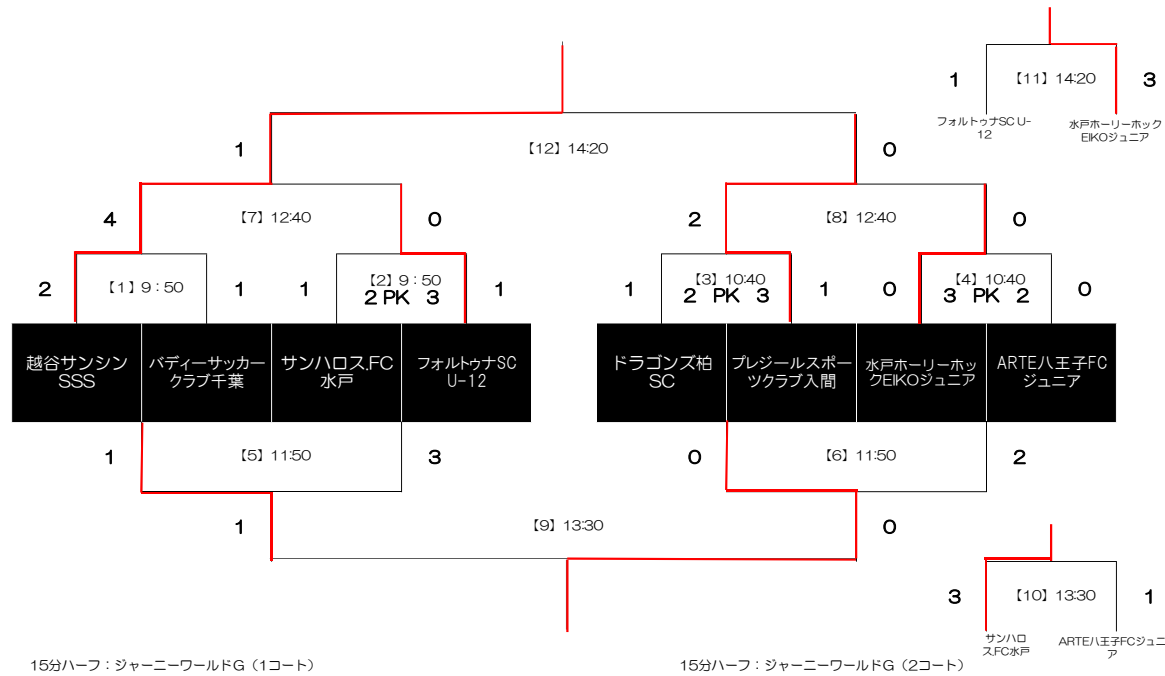 1
【11】14:20
3
フォルトゥナSC U-
12
水戸ホーリーホック
EIKOジュニア
1
【12】14:20
0
4
【7】12:40
0
2
【8】12:40
0
2
【1】9：50
1
1
【2】9：50
2 PK 3
1
1
【3】10:40
2 PK 3
1
0
【4】10:40
3 PK 2
0
越谷サンシン
SSS
バディーサッカー
クラブ千葉
サンハロス.FC
水戸
フォルトゥナSC
U-12
ドラゴンズ柏
SC
プレジールスポー
ツクラブ入間
水戸ホーリーホッ
クEIKOジュニア
ARTE八王子FC
ジュニア
1
【5】11:50
3
0
【6】11:50
2
1
【9】13:30
0
3
【10】13:30
1
サンハロ
ス.FC水戸
ARTE八王子FCジュニ
ア
15分ハーフ：ジャーニーワールドG（1コート）
15分ハーフ：ジャーニーワールドG（2コート）